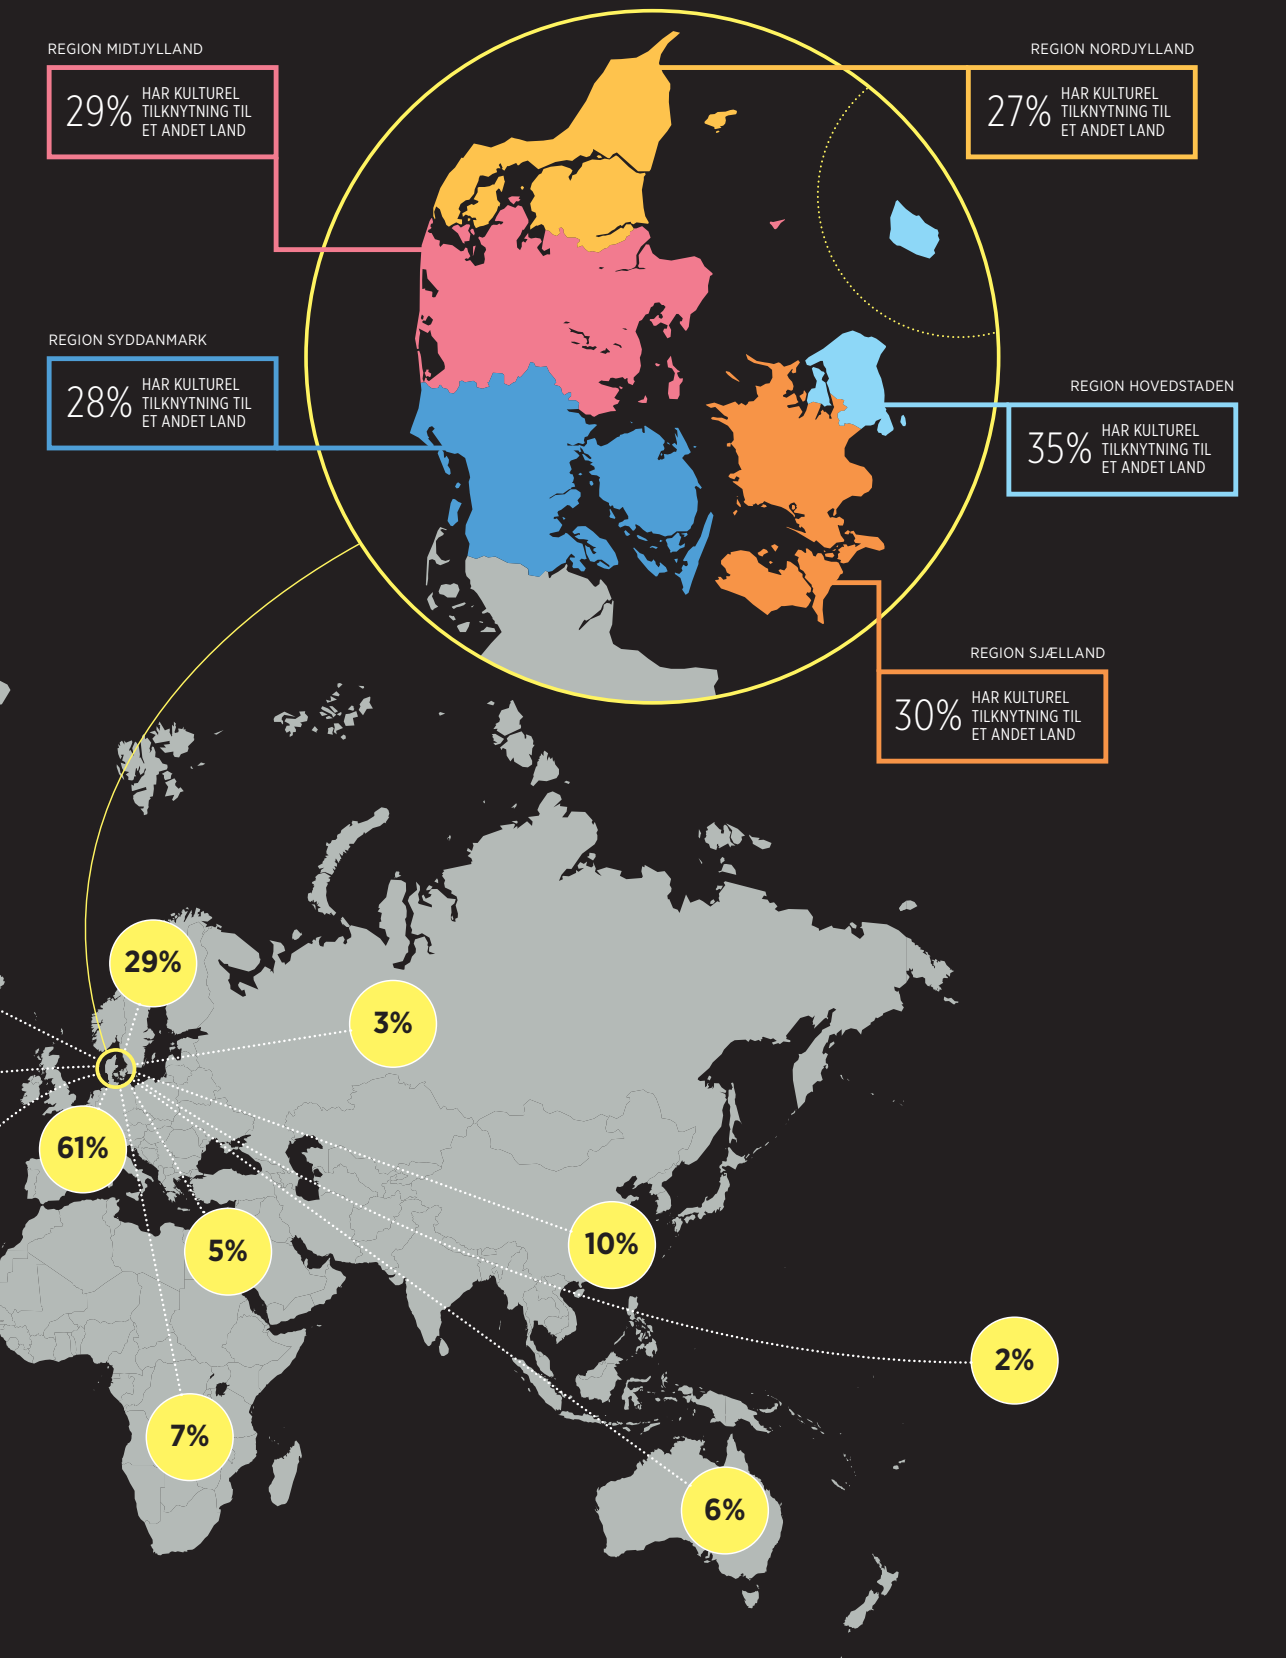 REGION MIDTJYLLAND
29%
HAR KULTUREL
TILKNYTNING TIL
ET ANDET LAND
REGION NORDJYLLAND
27%
HAR KULTUREL
TILKNYTNING TIL
ET ANDET LAND
REGION SYDDANMARK
28%
HAR KULTUREL
TILKNYTNING TIL
ET ANDET LAND
REGION HOVEDSTADEN
35%
HAR KULTUREL
TILKNYTNING TIL
ET ANDET LAND
REGION SJÆLLAND
30%
HAR KULTUREL
TILKNYTNING TIL
ET ANDET LAND
29%
3%
61%
5%
10%
2%
7%
6%